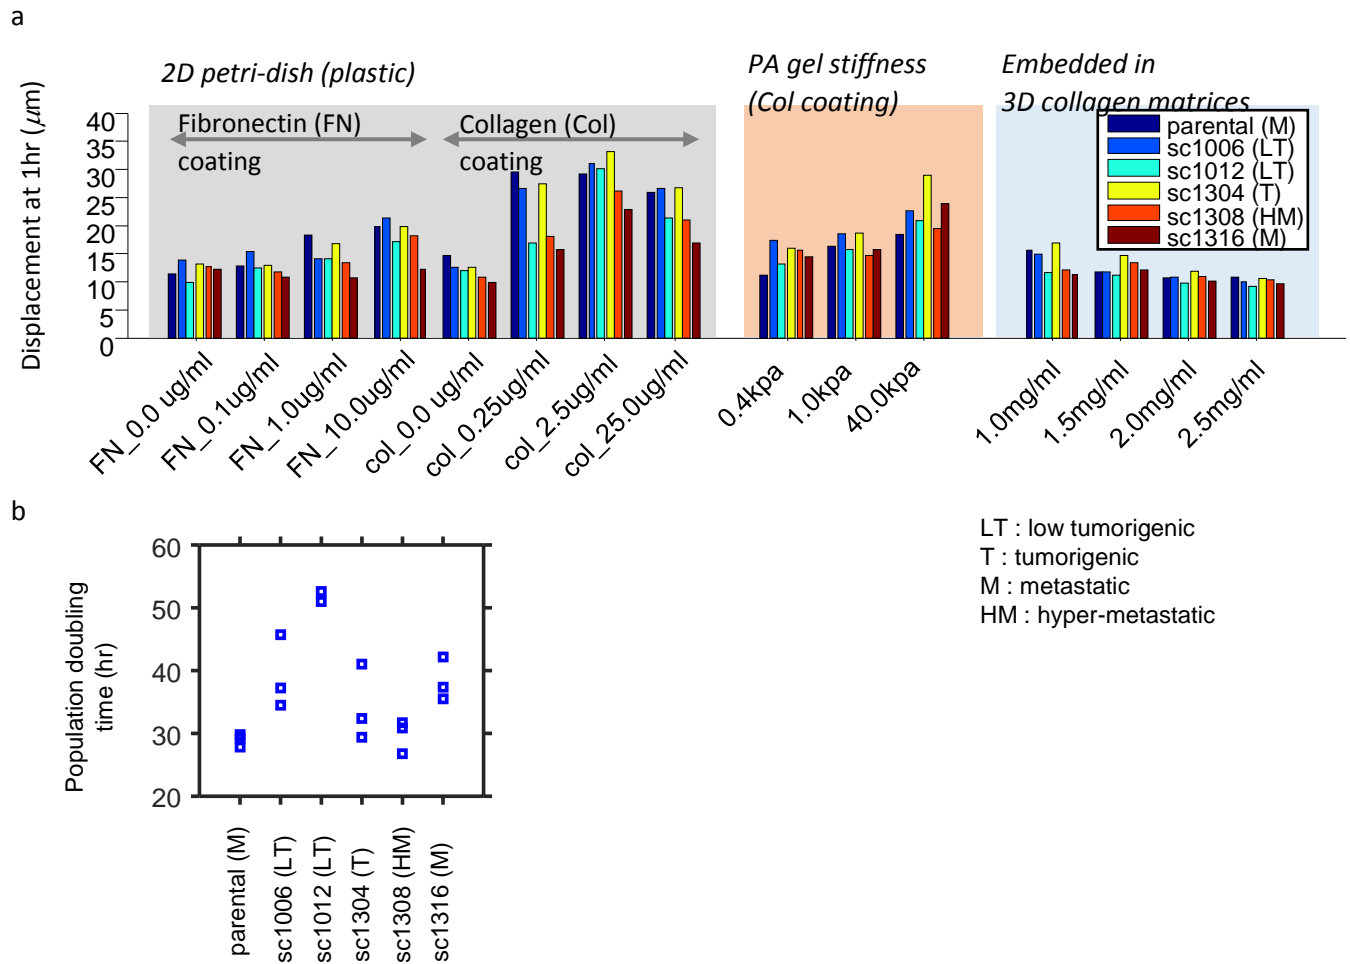 a
2D petri-dish (plastic)
PA gel stiffness
(Col coating)
Embedded in
3D collagen matrices
Displacement at 1hr (μm)
40
35
30
25
20
15
10
5
0
Fibronectin (FN)
coating
Collagen (Col)
coating
parental (M)
sc1006 (LT)
sc1012 (LT)
sc1304 (T)
sc1308 (HM)
sc1316 (M)
FN_0.0 ug/ml
FN_0.1ug/ml
FN_1.0ug/ml
FN_10.0ug/ml
col_0.0 ug/ml
col_0.25ug/ml
col_2.5ug/ml
col_25.0ug/ml
0.4kpa
1.0kpa
40.0kpa
1.0mg/ml
1.5mg/ml
2.0mg/ml
2.5mg/ml
b
Population doubling
time (hr)
60
50
40
30
20
parental (M)
sc1006 (LT)
sc1012 (LT)
sc1304 (T)
sc1308 (HM)
sc1316 (M)
LT : low tumorigenic
T : tumorigenic
M : metastatic
HM : hyper-metastatic